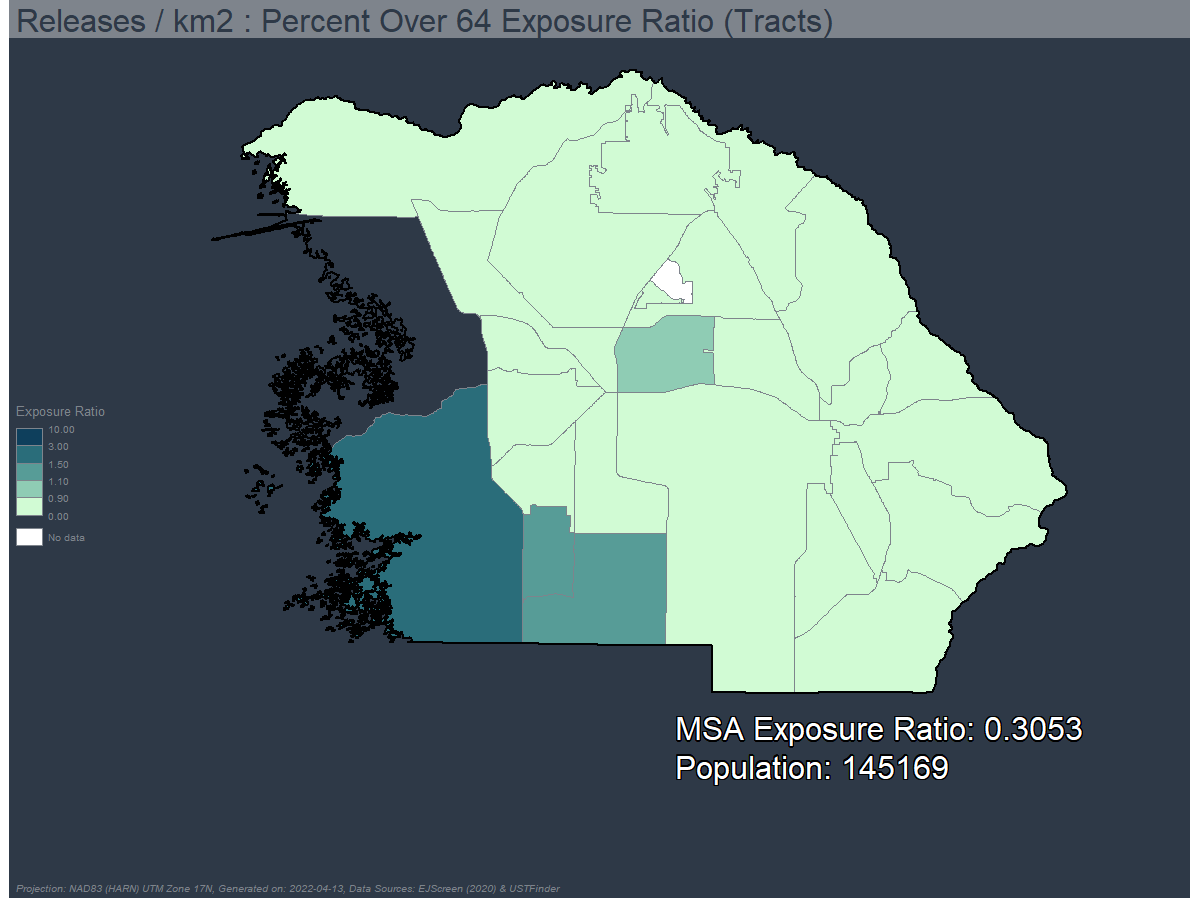 Releases / km2 : Percent Over 64 Exposure Ratio (Tracts)
Exposure Ratio
10.00
3.00
1.50
1.10
0.90
0.00
No data
MSA Exposure Ratio: 0.3053
Population: 145169
Projection: NAD83 (HARN) UTM Zone 17N, Generated on: 2022-04-13, Data Sources: EJScreen (2020) & USTFinder